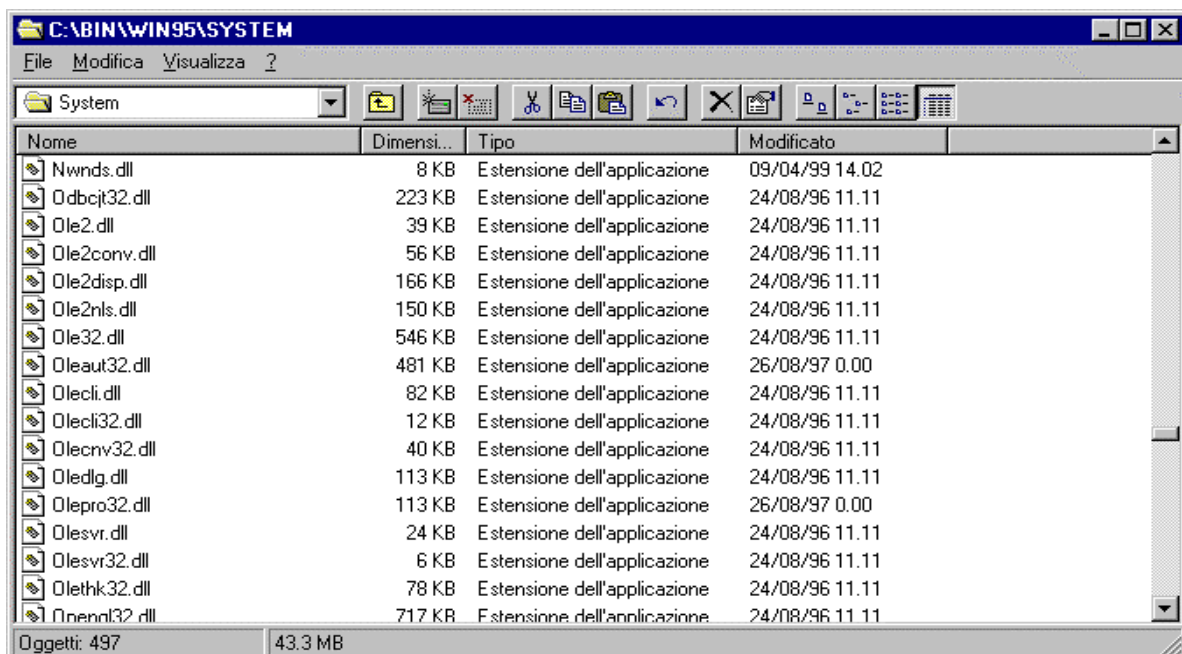 C:\BIN\WIN95\SYSTEM
File Modifica Visualizza ?
System
Nome Dimensi... Tipo Modificato
Nwnds.dll 8 KB Estensione dell'applicazione 09/04/99 14.02
Odbcjt32.dll 223 KB Estensione dell'applicazione 24/08/96 11.11
Ole2.dll 39 KB Estensione dell'applicazione 24/08/96 11.11
Ole2conv.dll 56 KB Estensione dell'applicazione 24/08/96 11.11
Ole2disp.dll 166 KB Estensione dell'applicazione 24/08/96 11.11
Ole2nls.dll 150 KB Estensione dell'applicazione 24/08/96 11.11
Ole32.dll 546 KB Estensione dell'applicazione 24/08/96 11.11
Oleaut32.dll 481 KB Estensione dell'applicazione 26/08/97 0.00
Olecli.dll 82 KB Estensione dell'applicazione 24/08/96 11.11
Olecli32.dll 12 KB Estensione dell'applicazione 24/08/96 11.11
Olecnv32.dll 40 KB Estensione dell'applicazione 24/08/96 11.11
Oledlg.dll 113 KB Estensione dell'applicazione 24/08/96 11.11
Olepro32.dll 113 KB Estensione dell'applicazione 26/08/97 0.00
Olesvr.dll 24 KB Estensione dell'applicazione 24/08/96 11.11
Olesvr32.dll 6 KB Estensione dell'applicazione 24/08/96 11.11
Olethk32.dll 78 KB Estensione dell'applicazione 24/08/96 11.11
Opengl32.dll 717 KB Estensione dell'applicazione 24/08/96 11.11
Oggetti: 497 43.3 MB